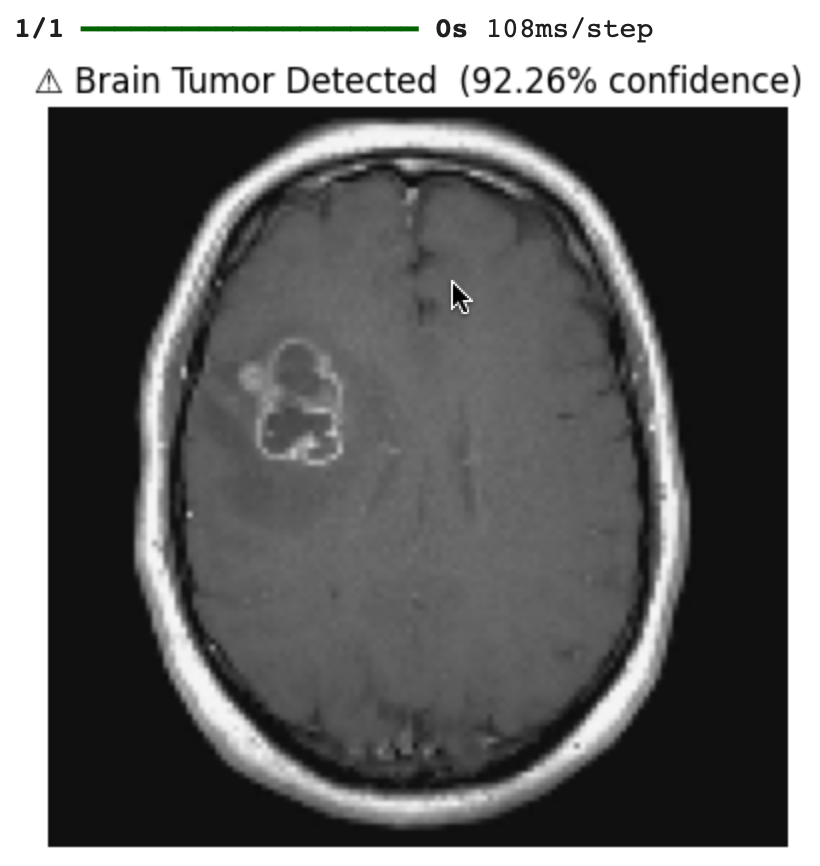 1/1 ━━━━━━━━━━━━━━━━━━━━ 0s 108ms/step
⚠ Brain Tumor Detected (92.26% confidence)